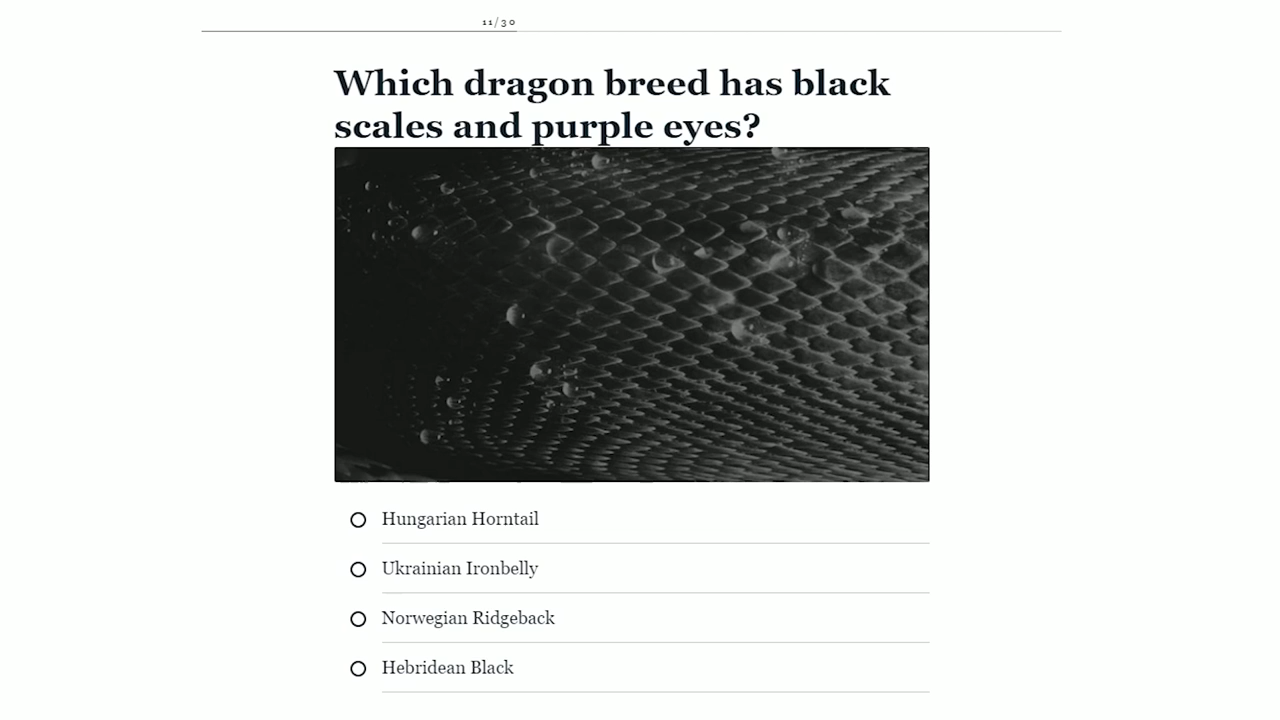 11/30
Which dragon breed has black
scales and purple eyes?
Hungarian Horntail
Ukrainian Ironbelly
Norwegian Ridgeback
Hebridean Black